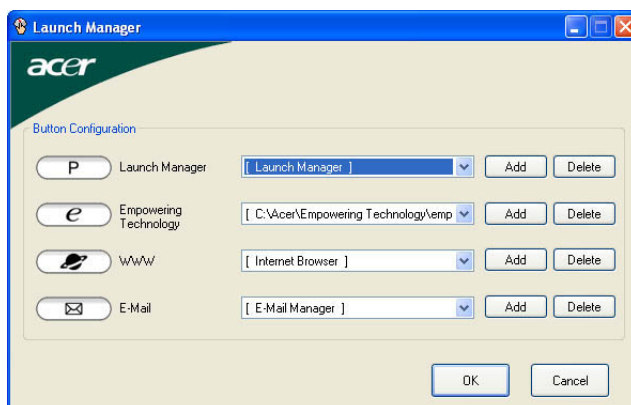 Launch Manager
acer
Button Configuration
P Launch Manager [ Launch Manager ] Add Delete
e Empowering Technology [ C:\Acer\Empowering Technology\emp Add Delete
WWW [ Internet Browser ] Add Delete
E-Mail [ E-Mail Manager ] Add Delete
OK Cancel